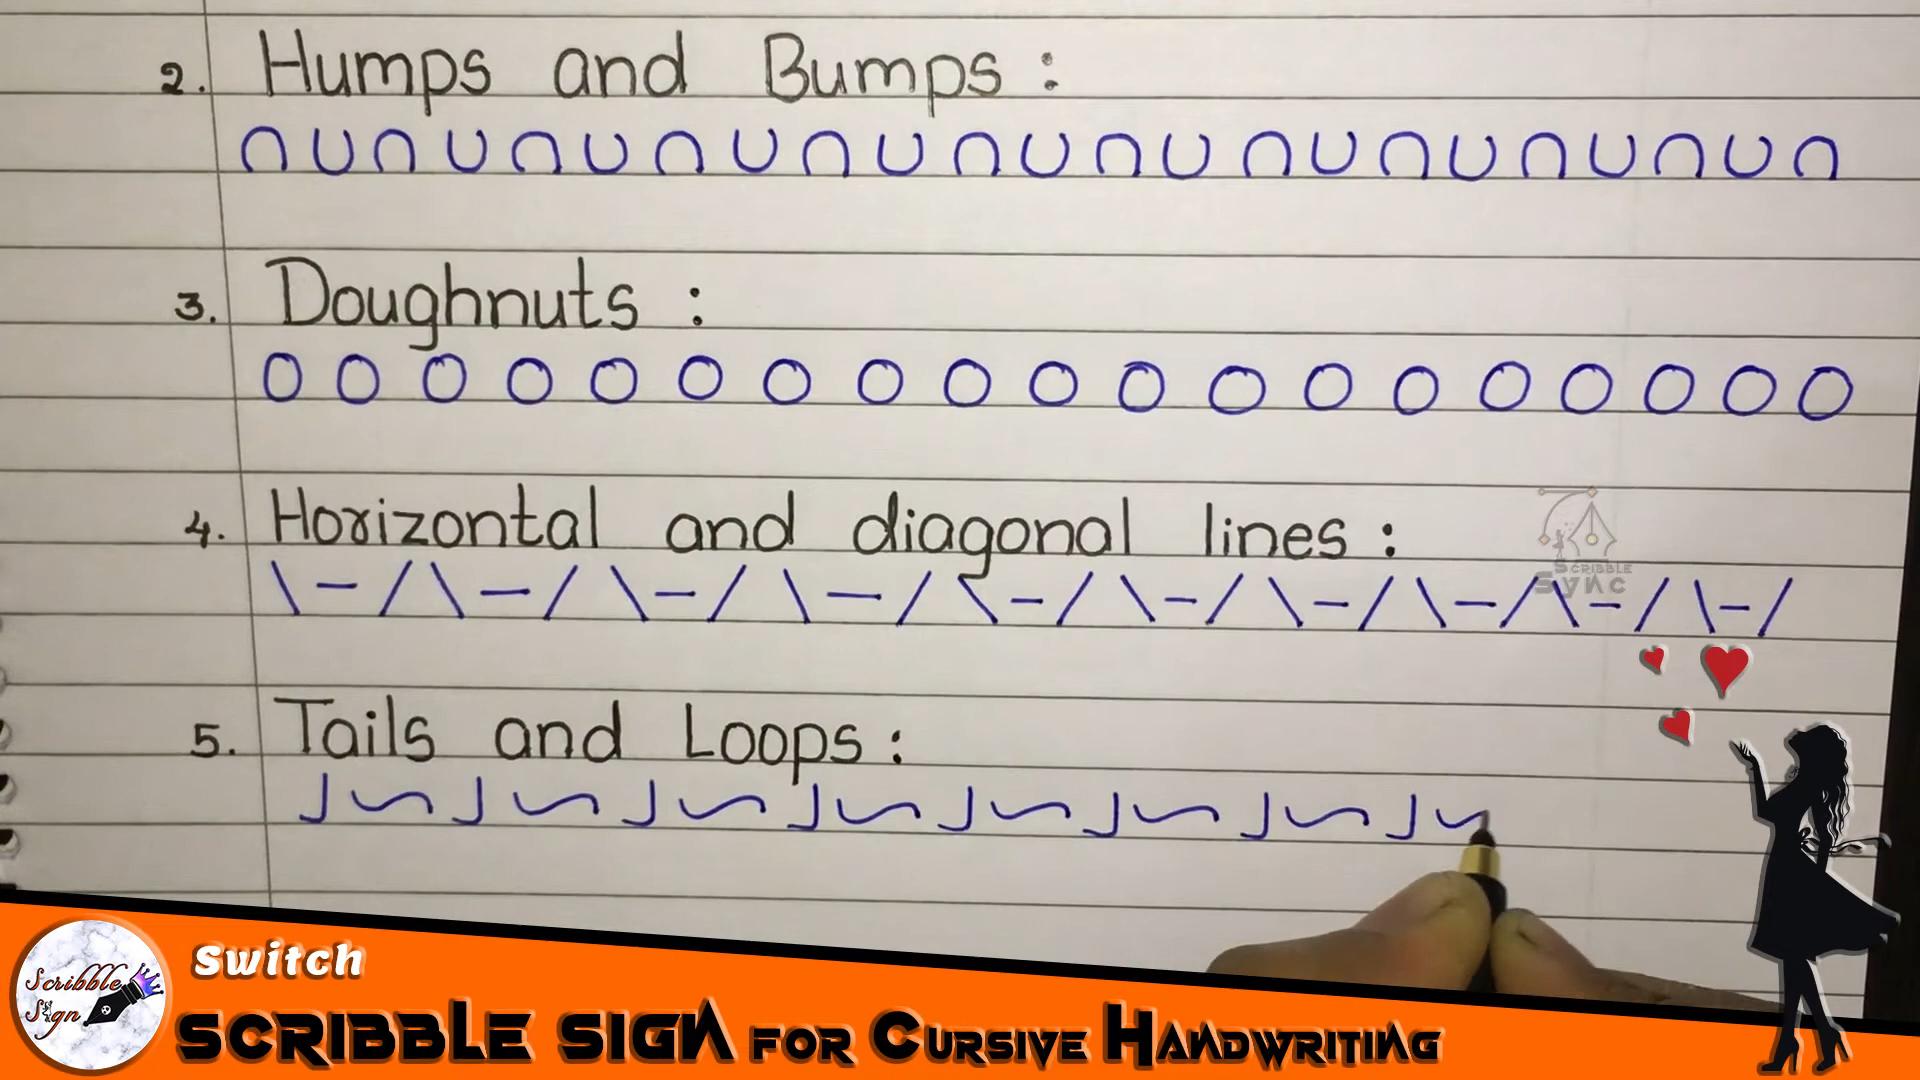 2. Humps and Bumps :
3. Doughnuts :
4. Horizontal and diagonal lines :
Scribble
Sync
5. Tails and Loops :
Scribble
Sign
Switch
SCRIBBLE SIGN FOR CURSIVE HANDWRITING